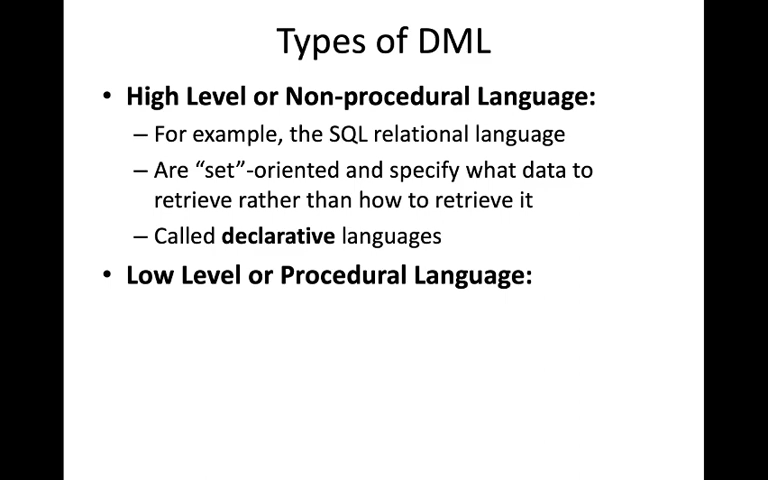 Types of DML
• High Level or Non-procedural Language:
– For example, the SQL relational language
– Are “set”-oriented and specify what data to
retrieve rather than how to retrieve it
– Called declarative languages
• Low Level or Procedural Language: